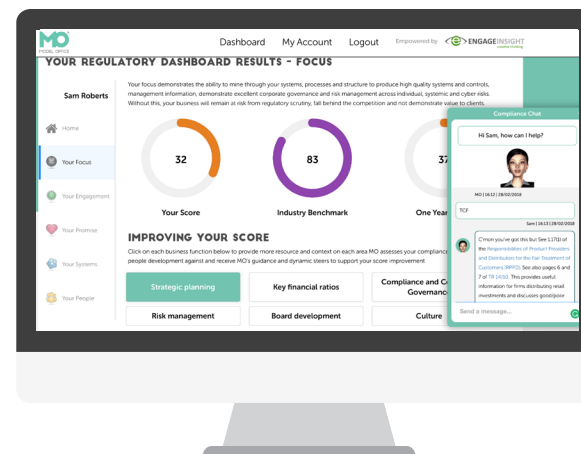 MO
MODEL OFFICE
Dashboard My Account Logout Empowered by ENGAGEINSIGHT
creative thinking
YOUR REGULATORY DASHBOARD RESULTS - FOCUS
Sam Roberts
Home
Your Focus
Your Engagement
Your Promise
Your Systems
Your People
Your focus demonstrates the ability to mine through your systems, processes and structure to produce high quality systems and controls,
management information, demonstrate excellent corporate governance and risk management across individual, systemic and cyber risks.
Without this, your business will remain at risk from regulatory scrutiny, fall behind the competition and not demonstrate value to clients.
32 83 37
Your Score Industry Benchmark One Year
IMPROVING YOUR SCORE
Click on each business function below to provide more resource and context on each area MO assesses your compliance
people development against and receive MO's guidance and dynamic steers to support your score improvement
Strategic planning Key financial ratios Compliance and C
Governanc
Risk management Board development Culture
Compliance Chat
Hi Sam, how can I help?
MO | 16:12 | 28/02/2018
TCF
Sam | 16:13 | 28/02/2018
C'mon you've got this but See 1.17(1) of
the Responsibilities of Product Providers
and Distributors for the Fair Treatment of
Customers (RPPD). See also pages 6 and
7 of TR 14/10. This provides useful
information for firms distributing retail
investments and discusses good/poor
Send a message...